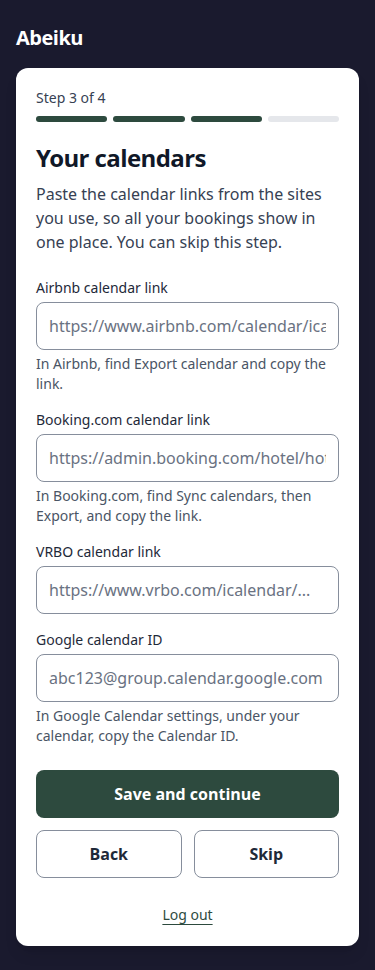 Abeiku
Step 3 of 4
Your calendars
Paste the calendar links from the sites
you use, so all your bookings show in
one place. You can skip this step.
Airbnb calendar link
https://www.airbnb.com/calendar/ica
In Airbnb, find Export calendar and copy the
link.
Booking.com calendar link
https://admin.booking.com/hotel/hot
In Booking.com, find Sync calendars, then
Export, and copy the link.
VRBO calendar link
https://www.vrbo.com/icalendar/...
Google calendar ID
abc123@group.calendar.google.com
In Google Calendar settings, under your
calendar, copy the Calendar ID.
Save and continue
Back
Skip
Log out